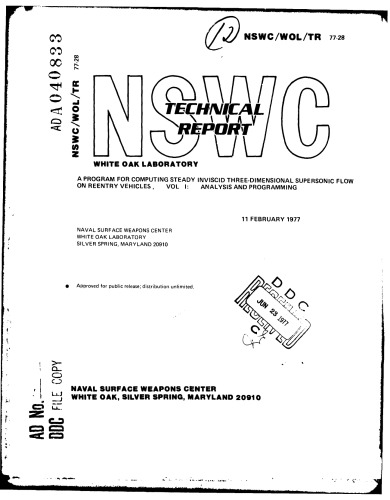 12
NSWC/WOL/TR 77-28
ADA040833
NSWC/WOL/TR 77-28
NSWC
TECHNICAL
REPORT
WHITE OAK LABORATORY
A PROGRAM FOR COMPUTING STEADY INVISCID THREE-DIMENSIONAL SUPERSONIC FLOW
ON REENTRY VEHICLES, VOL I: ANALYSIS AND PROGRAMMING
11 FEBRUARY 1977
NAVAL SURFACE WEAPONS CENTER
WHITE OAK LABORATORY
SILVER SPRING, MARYLAND 20910
● Approved for public release; distribution unlimited.
DDC
JUN 23 1977
C
AD No.
DDC FILE COPY
NAVAL SURFACE WEAPONS CENTER
WHITE OAK, SILVER SPRING, MARYLAND 20910